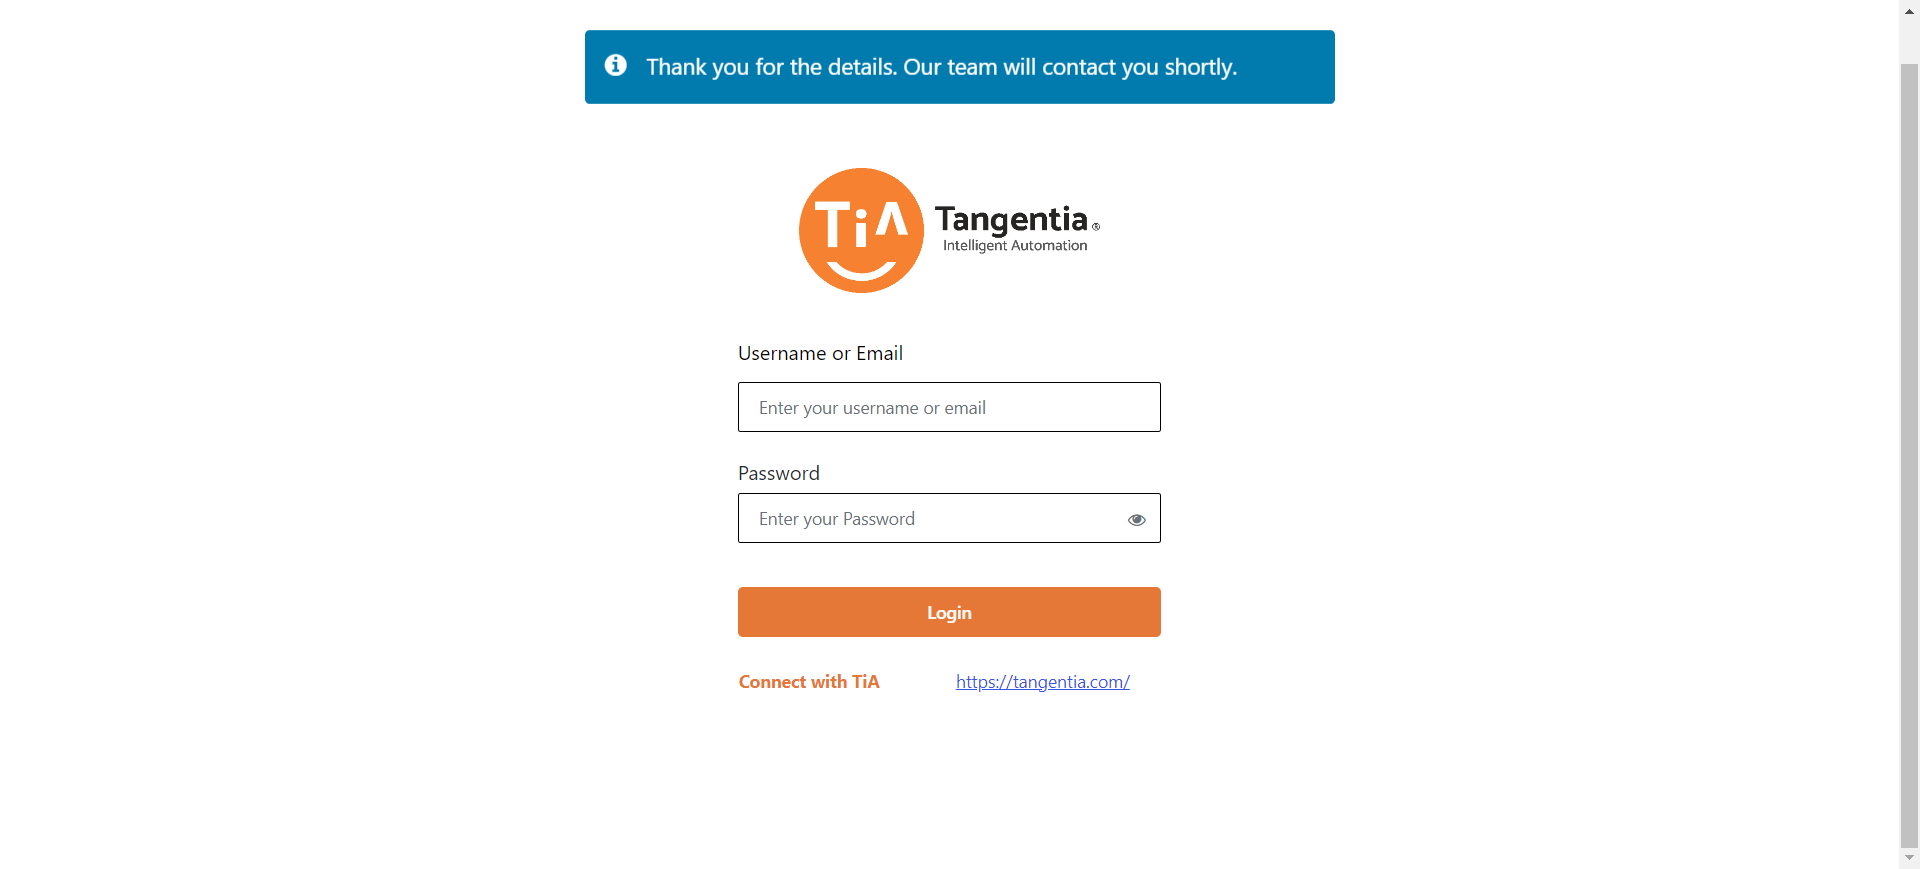 Thank you for the details. Our team will contact you shortly.
TiA
Tangentia ®
Intelligent Automation
Username or Email
Enter your username or email
Password
Enter your Password
Login
Connect with TiA https://tangentia.com/